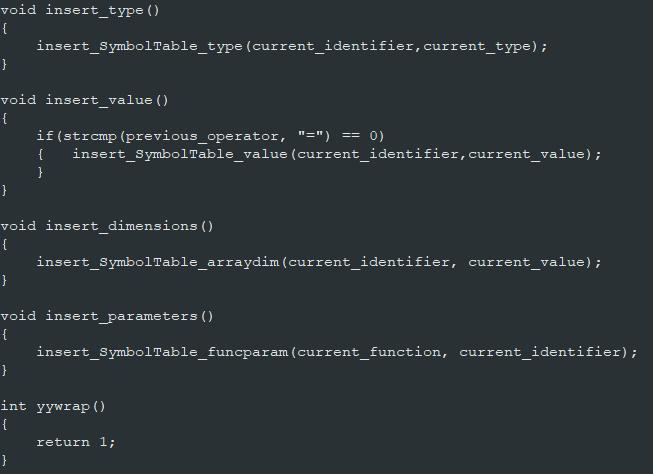 void insert_type()
{
    insert_SymbolTable_type(current_identifier,current_type);
}

void insert_value()
{
    if(strcmp(previous_operator, "=") == 0)
    {   insert_SymbolTable_value(current_identifier,current_value);
    }
}

void insert_dimensions()
{
    insert_SymbolTable_arraydim(current_identifier, current_value);
}

void insert_parameters()
{
    insert_SymbolTable_funcparam(current_function, current_identifier);
}

int yywrap()
{
    return 1;
}